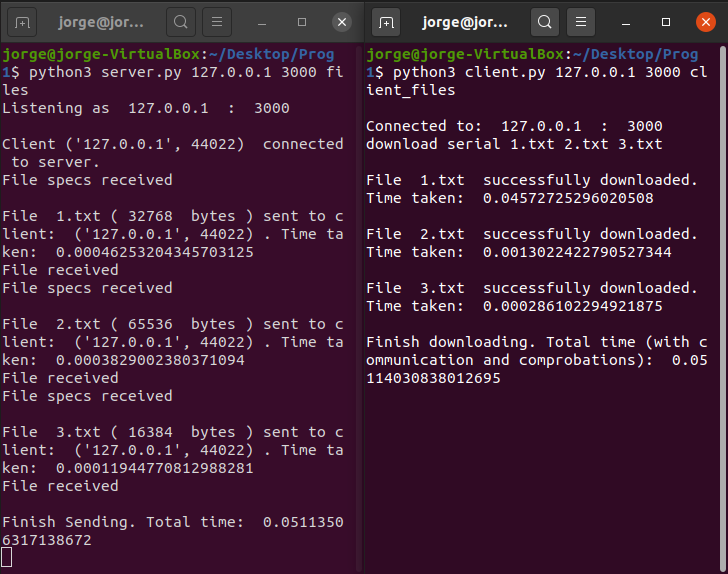 jorge@jo...
jorge@jo...
jorge@jorge-VirtualBox:~/Desktop/Prog
1$ python3 server.py 127.0.0.1 3000 fi
les
Listening as  127.0.0.1  :  3000

Client ('127.0.0.1', 44022)  connected
 to server.
File specs received

File  1.txt ( 32768  bytes ) sent to c
lient:  ('127.0.0.1', 44022) . Time ta
ken:  0.00046253204345703125
File received
File specs received

File  2.txt ( 65536  bytes ) sent to c
lient:  ('127.0.0.1', 44022) . Time ta
ken:  0.0003829002380371094
File received
File specs received

File  3.txt ( 16384  bytes ) sent to c
lient:  ('127.0.0.1', 44022) . Time ta
ken:  0.00011944770812988281
File received

Finish Sending. Total time:  0.0511350
6317138672
jorge@jorge-VirtualBox:~/Desktop/Prog
1$ python3 client.py 127.0.0.1 3000 cl
ient_files

Connected to:  127.0.0.1  :  3000
download serial 1.txt 2.txt 3.txt

File  1.txt  successfully downloaded.
Time taken:  0.04572725296020508

File  2.txt  successfully downloaded.
Time taken:  0.0013022422790527344

File  3.txt  successfully downloaded.
Time taken:  0.000286102294921875

Finish downloading. Total time (with c
ommunication and comprobations):  0.05
114030838012695